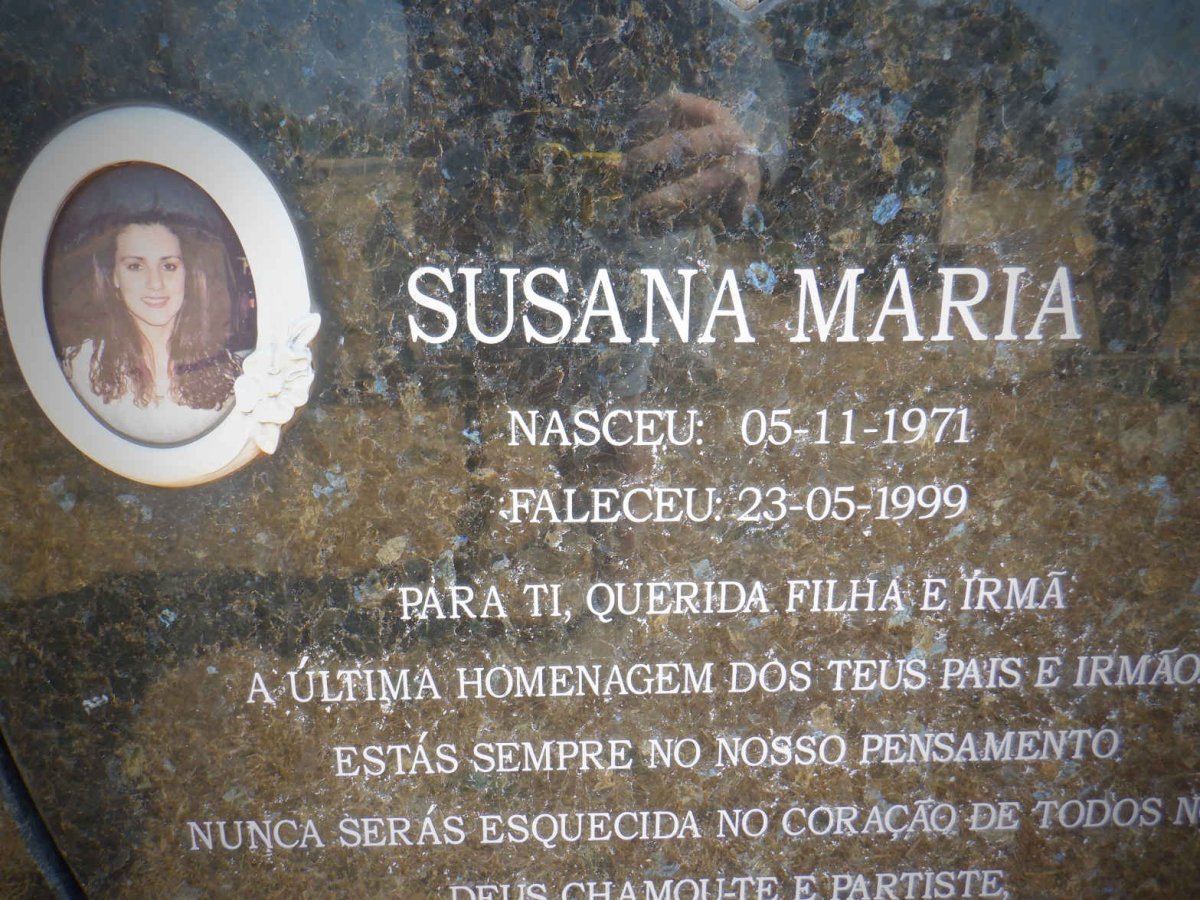 SUSANA MARIA
NASCEU: 05-11-1971
FALECEU: 23-05-1999
PARA TI, QUERIDA FILHA E IRMÃ
A ÚLTIMA HOMENAGEM DOS TEUS PAIS E IRMÃO
ESTÁS SEMPRE NO NOSSO PENSAMENTO
NUNCA SERÁS ESQUECIDA NO CORAÇÃO DE TODOS
DEUS CHAMOU-TE E PARTISTE,